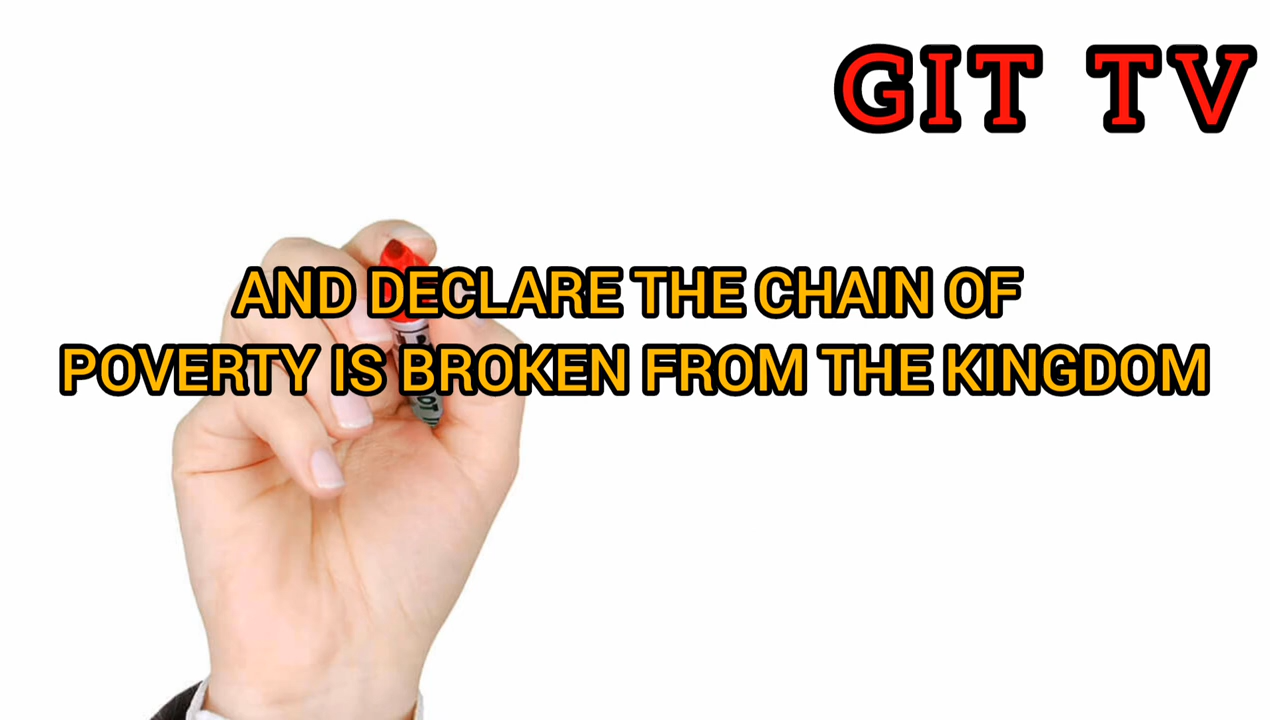 GIT TV
AND DECLARE THE CHAIN OF
POVERTY IS BROKEN FROM THE KINGDOM